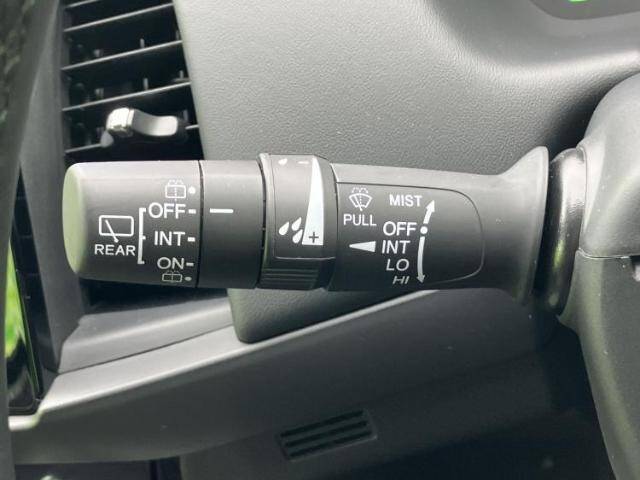 REAR
OFF
INT
ON
- +
PULL
MIST
OFF
INT
LO
HI